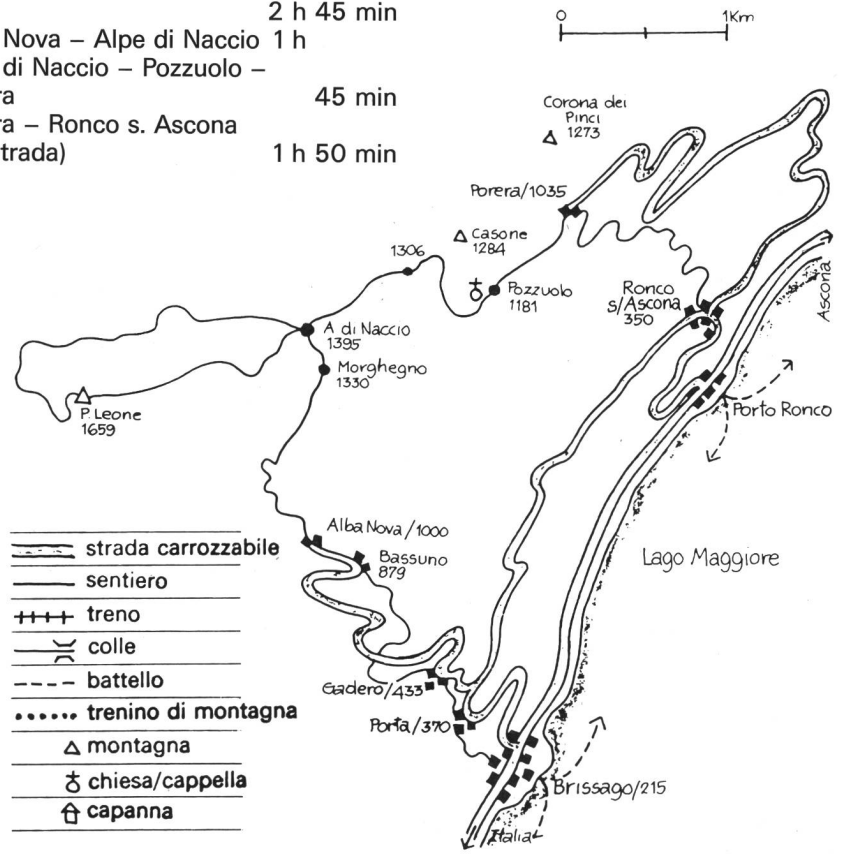 2 h 45 min
Nova – Alpe di Naccio 1 h
di Naccio – Pozzuolo –
ra 45 min
ra – Ronco s. Ascona
trada) 1 h 50 min
0 1Km
Corona dei
Pinci
1273
Porera/1035
Casone
1284
1306
Pozzuolo
1181
Ronco
s/Ascona
350
Ascona
A di Naccio
1395
Morghegno
1330
P. Leone
1659
Porto Ronco
Alba Nova/1000
Bassuno
879
Lago Maggiore
strada carrozzabile
sentiero
treno
colle
battello
trenino di montagna
montagna
chiesa/cappella
capanna
Gadero/433
Porta/370
Brissago/215
Italia